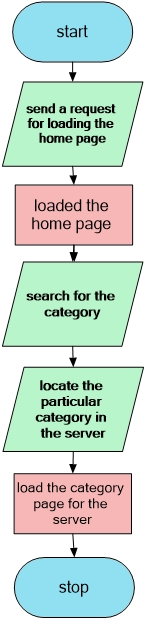 start
send a request
for loading the
home page
loaded the
home page
search for the
category
locate the
particular
category in
the server
load the category
page for the
server
stop